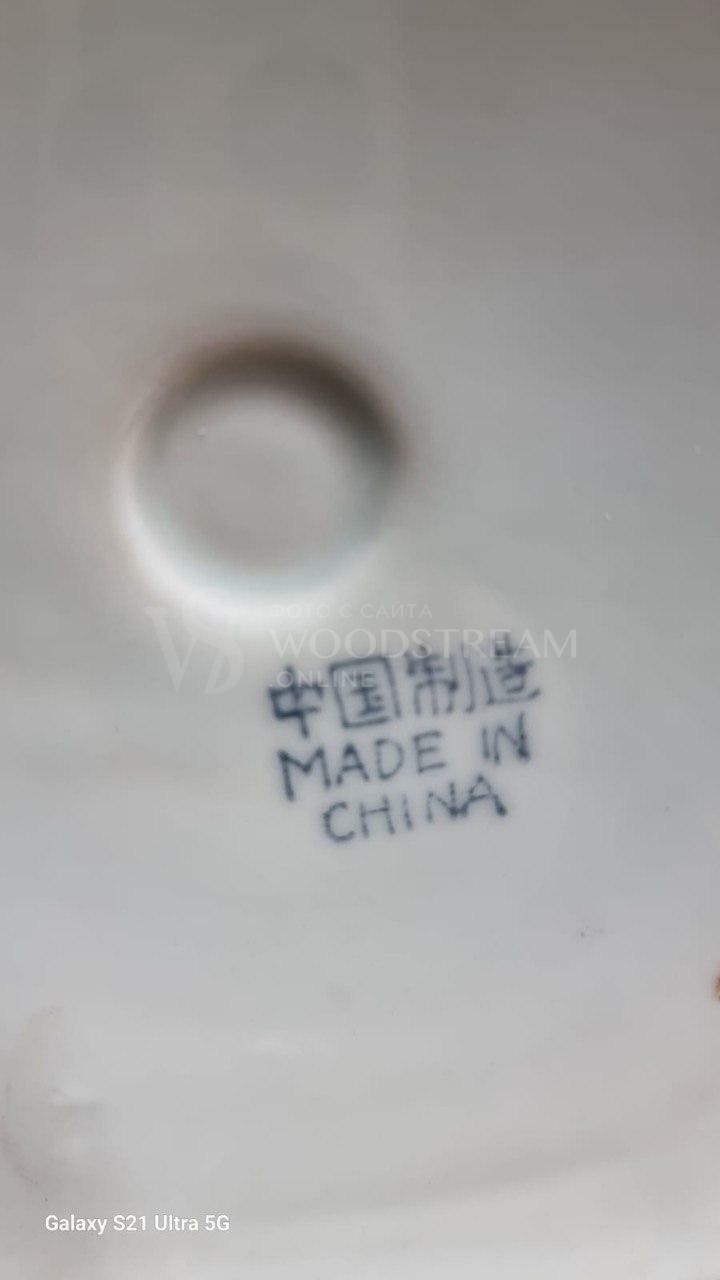 ФОТО С САЙТА
WOODSTREAM
ONLINE
中国制造
MADE IN
CHINA
Galaxy S21 Ultra 5G